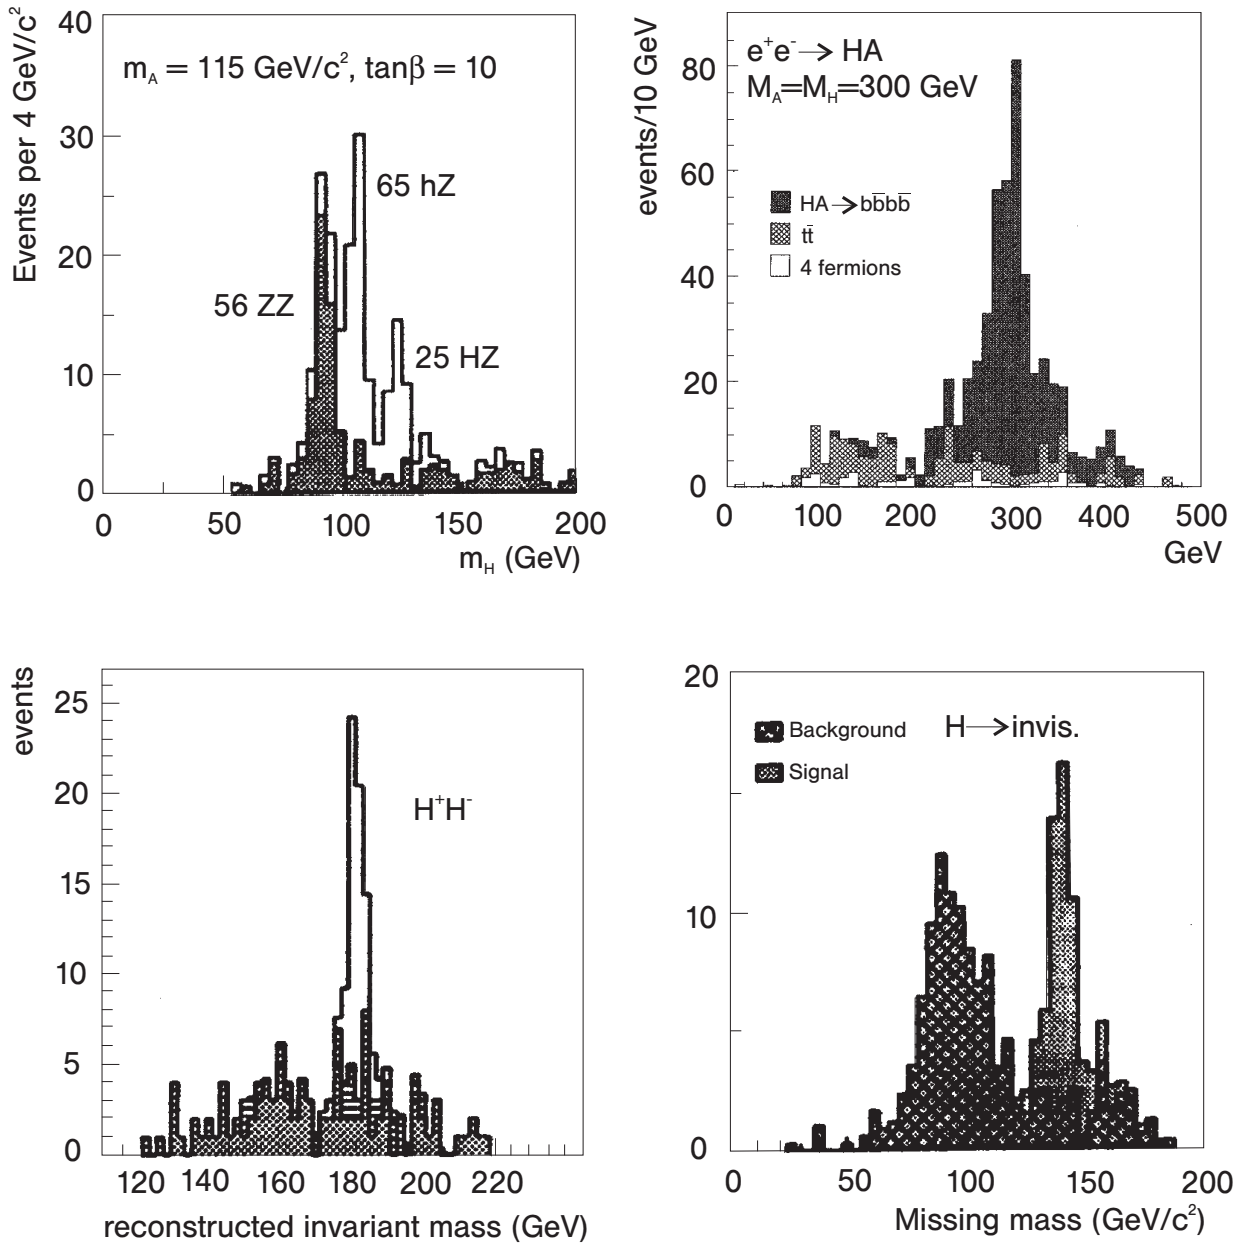 Events per 4 GeV/c²
40
30
20
10
0
m_A = 115 GeV/c², tanβ = 10
65 hZ
56 ZZ
25 HZ
0 50 100 150 200
m_H (GeV)
events/10 GeV
80
60
40
20
0
e⁺e⁻→ HA
M_A=M_H=300 GeV
HA→bb̄bb̄
tt̄
4 fermions
0 100 200 300 400 500
GeV
events
25
20
15
10
5
0
H⁺H⁻
120 140 160 180 200 220
reconstructed invariant mass (GeV)
20
10
0
Background
Signal
H→invis.
0 50 100 150 200
Missing mass (GeV/c²)